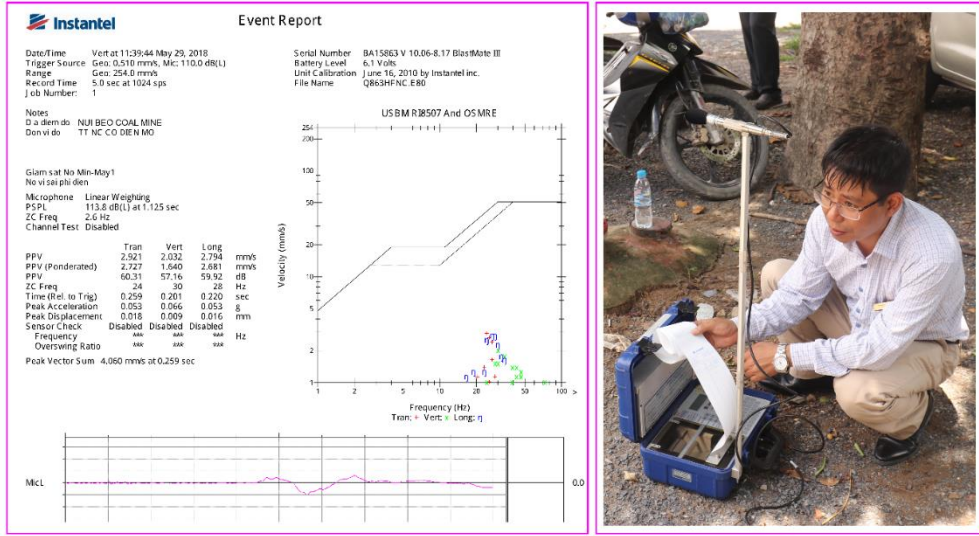 Instantel
Event Report
Date/Time Vert at 11:39:44 May 29, 2018
Trigger Source Geo: 0.510 mm/s, Mic: 110.0 dB(L)
Range Geo: 254.0 mm/s
Record Time 5.0 sec at 1024 sps
Job Number: 1
Serial Number BA15863 V 10.06-8.17 BlastMate III
Battery Level 6.1 Volts
Unit Calibration June 16, 2010 by Instantel inc.
File Name Q863HFNC.E80
Notes
D a diem do NUI BEO COAL MINE
Don vi do TT NC CO DIEN MO
Giam sat No Min-May1
No vi sai phi dien
Microphone Linear Weighting
PSPL 113.8 dB(L) at 1.125 sec
ZC Freq 2.6 Hz
Channel Test Disabled
Tran Vert Long
PPV 2.921 2.032 2.794 mm/s
PPV (Ponderated) 2.727 1.640 2.681 mm/s
PPV 60.31 57.16 59.92 dB
ZC Freq 24 30 28 Hz
Time (Rel. to Trig) 0.259 0.201 0.220 sec
Peak Acceleration 0.053 0.066 0.053 g
Peak Displacement 0.018 0.009 0.016 mm
Sensor Check Disabled Disabled Disabled
Frequency *** *** *** Hz
Overswing Ratio *** *** ***
Peak Vector Sum 4.060 mm/s at 0.259 sec
USBM RI8507 And OSMRE
Velocity (mm/s)
254
200
100
50
20
10
5
2
1
1 2 5 10 20 50 100 >
Frequency (Hz)
Tran: + Vert: x Long: η
MicL
0.0